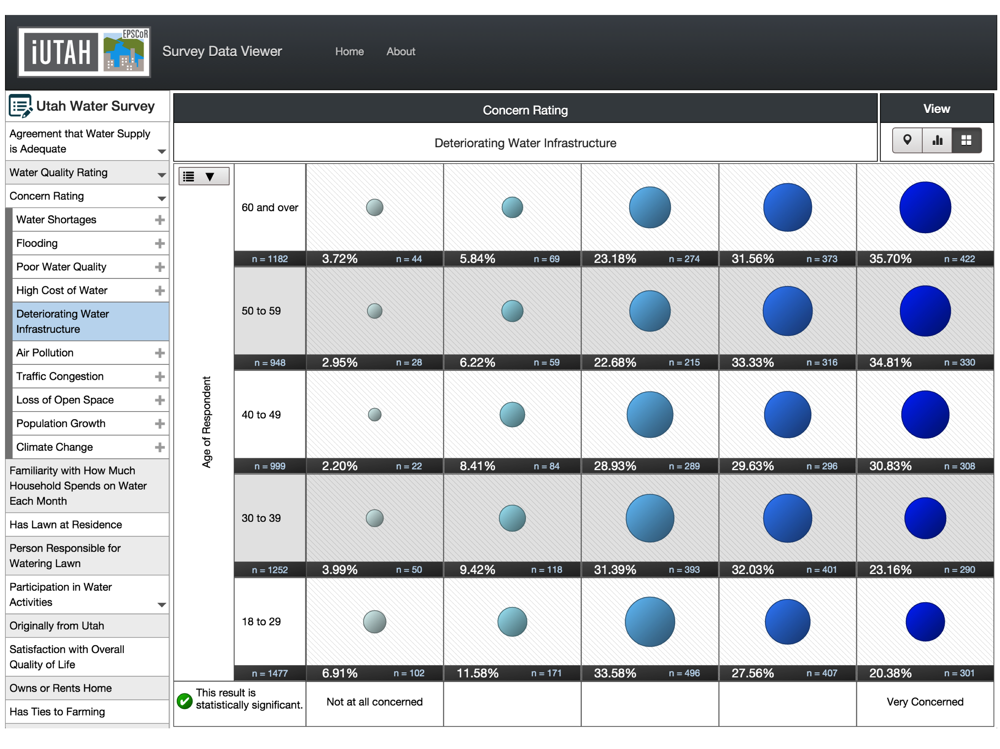 iUTAH
EPSCoR
Survey Data Viewer
Home
About
Utah Water Survey
Agreement that Water Supply
is Adequate
Water Quality Rating
Concern Rating
Water Shortages
Flooding
Poor Water Quality
High Cost of Water
Deteriorating Water
Infrastructure
Air Pollution
Traffic Congestion
Loss of Open Space
Population Growth
Climate Change
Familiarity with How Much
Household Spends on Water
Each Month
Has Lawn at Residence
Person Responsible for
Watering Lawn
Participation in Water
Activities
Originally from Utah
Satisfaction with Overall
Quality of Life
Owns or Rents Home
Has Ties to Farming
Concern Rating
Deteriorating Water Infrastructure
View
Age of Respondent
60 and over
n = 1182 3.72% n = 44 5.84% n = 69 23.18% n = 274 31.56% n = 373 35.70% n = 422
50 to 59
n = 948 2.95% n = 28 6.22% n = 59 22.68% n = 215 33.33% n = 316 34.81% n = 330
40 to 49
n = 999 2.20% n = 22 8.41% n = 84 28.93% n = 289 29.63% n = 296 30.83% n = 308
30 to 39
n = 1252 3.99% n = 50 9.42% n = 118 31.39% n = 393 32.03% n = 401 23.16% n = 290
18 to 29
n = 1477 6.91% n = 102 11.58% n = 171 33.58% n = 496 27.56% n = 407 20.38% n = 301
This result is
statistically significant.
Not at all concerned
Very Concerned